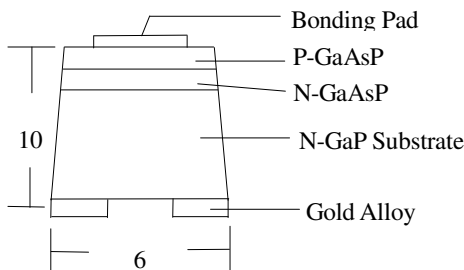 Bonding Pad
P-GaAsP
N-GaAsP
10
N-GaP Substrate
Gold Alloy
6